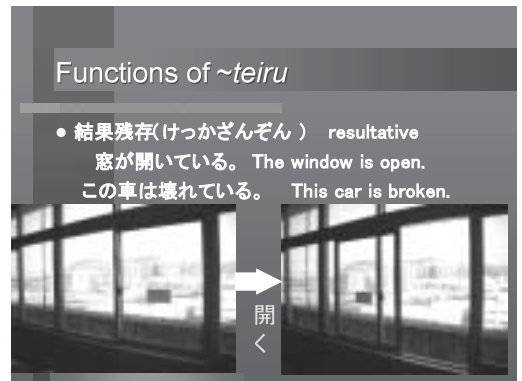 Functions of ~teiru
● 結果残存(けっかざんぞん ) resultative
窓が開いている。 The window is open.
この車は壊れている。 This car is broken.
開
く